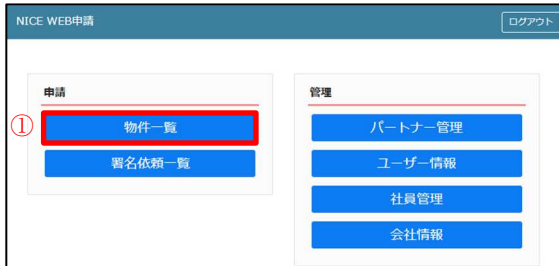 NICE WEB申請
ログアウト
申請
① 物件一覧
署名依頼一覧
管理
パートナー管理
ユーザー情報
社員管理
会社情報